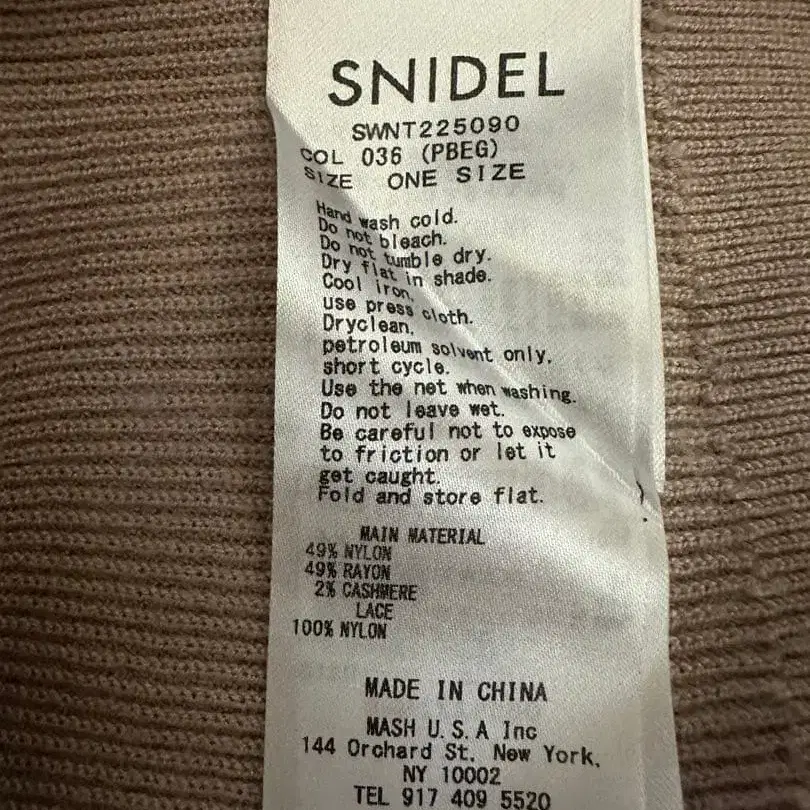 SNIDEL
SWNT225090
COL 036 (PBEG)
SIZE ONE SIZE
Hand wash cold.
Do not bleach.
Do not tumble dry.
Dry flat in shade.
Cool iron,
use press cloth.
Dryclean,
petroleum solvent only,
short cycle.
Use the net when washing.
Do not leave wet.
Be careful not to expose
to friction or let it
get caught.
Fold and store flat.
MAIN MATERIAL
49% NYLON
49% RAYON
2% CASHMERE
LACE
100% NYLON
MADE IN CHINA
MASH U.S.A Inc
144 Orchard St, New York,
NY 10002
TEL 917 409 5520